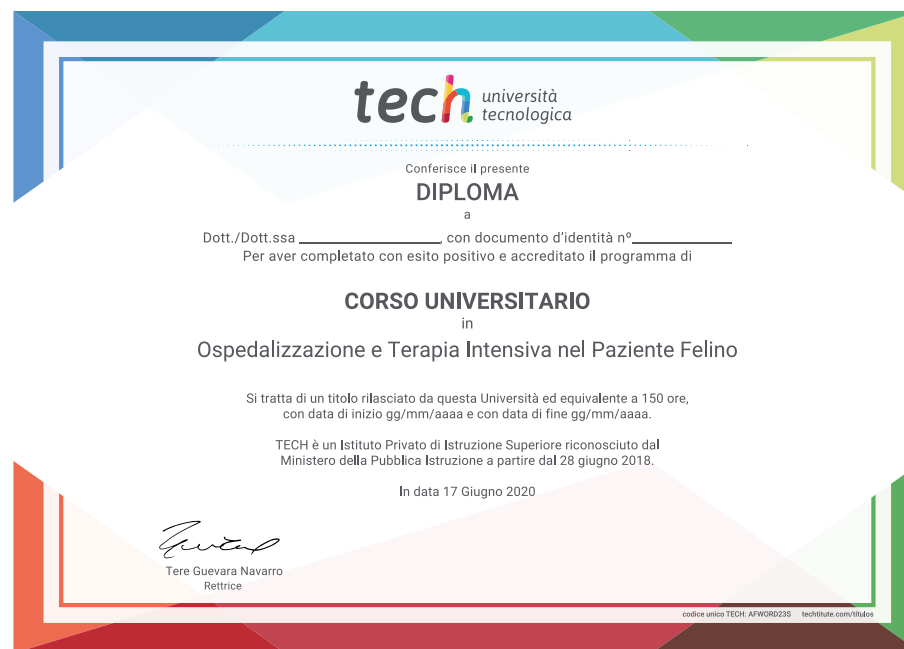 tech università
tecnologica
Conferisce il presente
DIPLOMA
a
Dott./Dott.ssa ____________________, con documento d'identità nº______________
Per aver completato con esito positivo e accreditato il programma di
CORSO UNIVERSITARIO
in
Ospedalizzazione e Terapia Intensiva nel Paziente Felino
Si tratta di un titolo rilasciato da questa Università ed equivalente a 150 ore,
con data di inizio gg/mm/aaaa e con data di fine gg/mm/aaaa.
TECH è un Istituto Privato di Istruzione Superiore riconosciuto dal
Ministero della Pubblica Istruzione a partire dal 28 giugno 2018.
In data 17 Giugno 2020
Tere Guevara Navarro
Rettrice
codice unico TECH: AFWORD23S techtitute.com/titulos